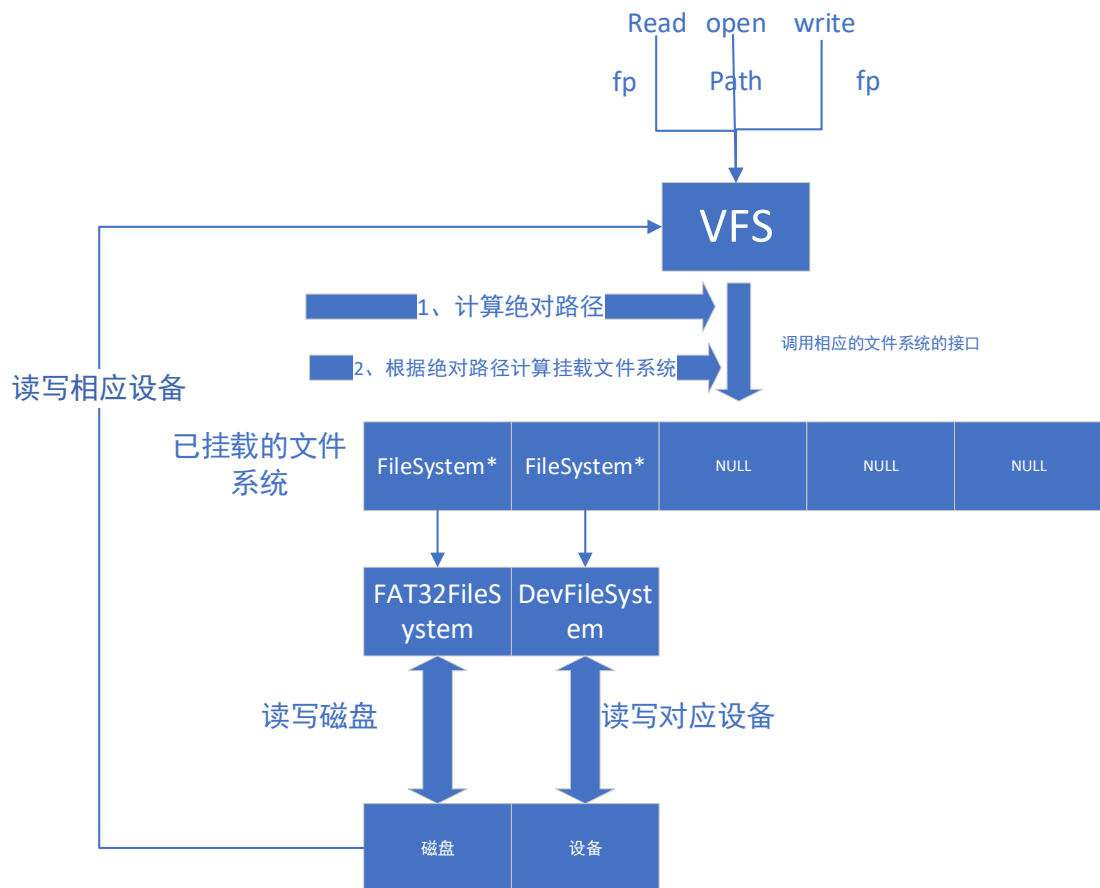 Read open write
fp Path fp
VFS
1、计算绝对路径
调用相应的文件系统的接口
2、根据绝对路径计算挂载文件系统
读写相应设备
已挂载的文件
系统
FileSystem* FileSystem* NULL NULL NULL
FAT32FileS
ystem
DevFileSyst
em
读写磁盘 读写对应设备
磁盘 设备